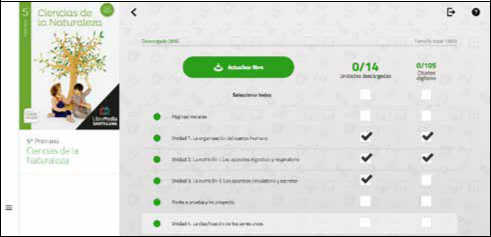 5
Ciencias de
la Naturaleza
LibroMedia
SANTILLANA
5º Primaria
Ciencias de la
Naturaleza
Descargado 0MB
Actualizar libro
0/14
Unidades descargadas
0/105
Objetos
digitales
Seleccionar todos
Páginas iniciales
Unidad 1. La organización del cuerpo humano
Unidad 2. La nutrición I. Los aparatos digestivo y respiratorio
Unidad 3. La nutrición II. Los aparatos circulatorio y excretor
Ponte a prueba y tu proyecto
Unidad 4. La clasificación de los seres vivos